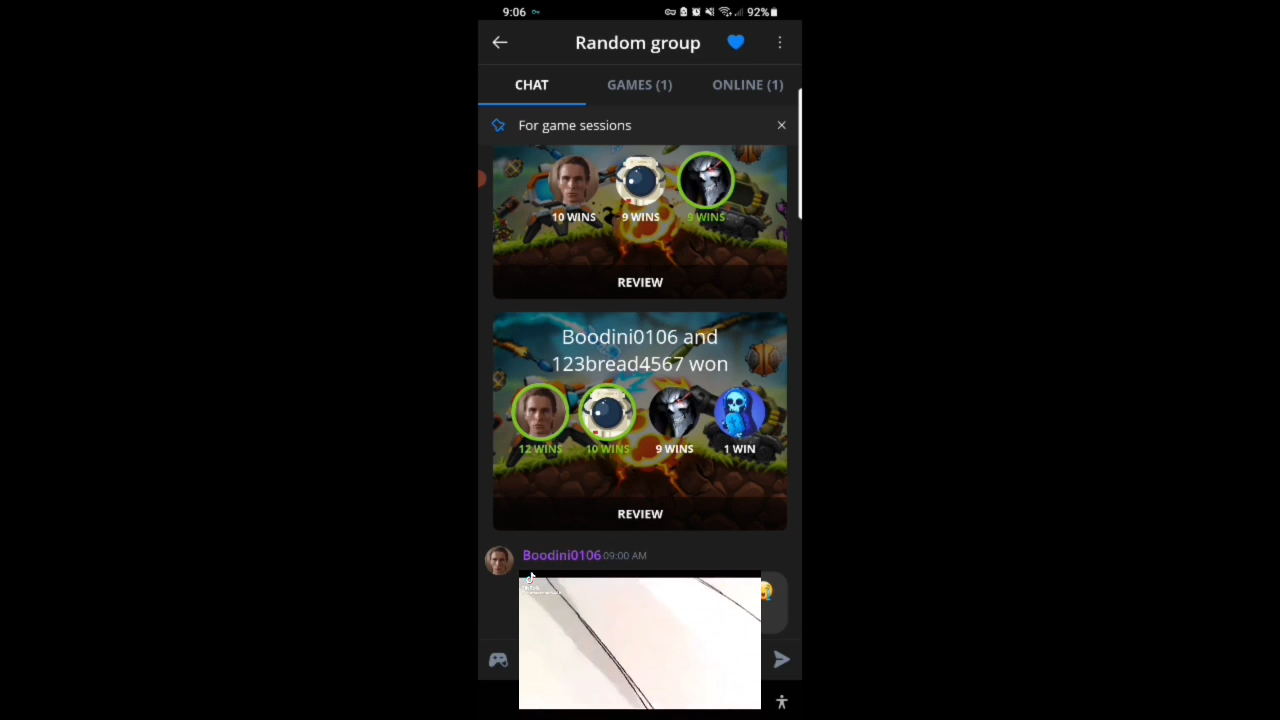 9:06
92%
Random group
CHAT
GAMES (1)
ONLINE (1)
For game sessions
10 WINS
9 WINS
9 WINS
REVIEW
Boodini0106 and
123bread4567 won
12 WINS
10 WINS
9 WINS
1 WIN
REVIEW
Boodini0106 09:00 AM